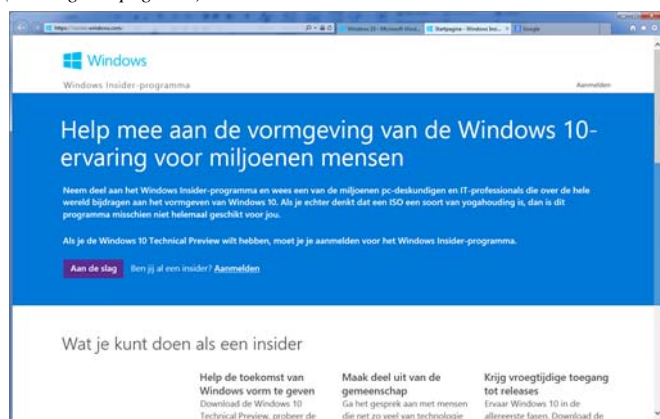 Windows
Windows Insider-programma
Aanmelden
Help mee aan de vormgeving van de Windows 10-
ervaring voor miljoenen mensen
Neem deel aan het Windows Insider-programma en wees een van de miljoenen pc-deskundigen en IT-professionals die over de hele
wereld bijdragen aan het vormgeven van Windows 10. Als je echter denkt dat een ISO een soort van yogahouding is, dan is dit
programma misschien niet helemaal geschikt voor jou.
Als je de Windows 10 Technical Preview wilt hebben, moet je je aanmelden voor het Windows Insider-programma.
Aan de slag Ben jij al een insider? Aanmelden
Wat je kunt doen als een insider
Help de toekomst van
Windows vorm te geven
Download de Windows 10
Technical Preview, probeer de
Maak deel uit van de
gemeenschap
Ga het gesprek aan met mensen
die net zo veel van technologie
Krijg vroegtijdige toegang
tot releases
Ervaar Windows 10 in de
allereerste fasen. Download de